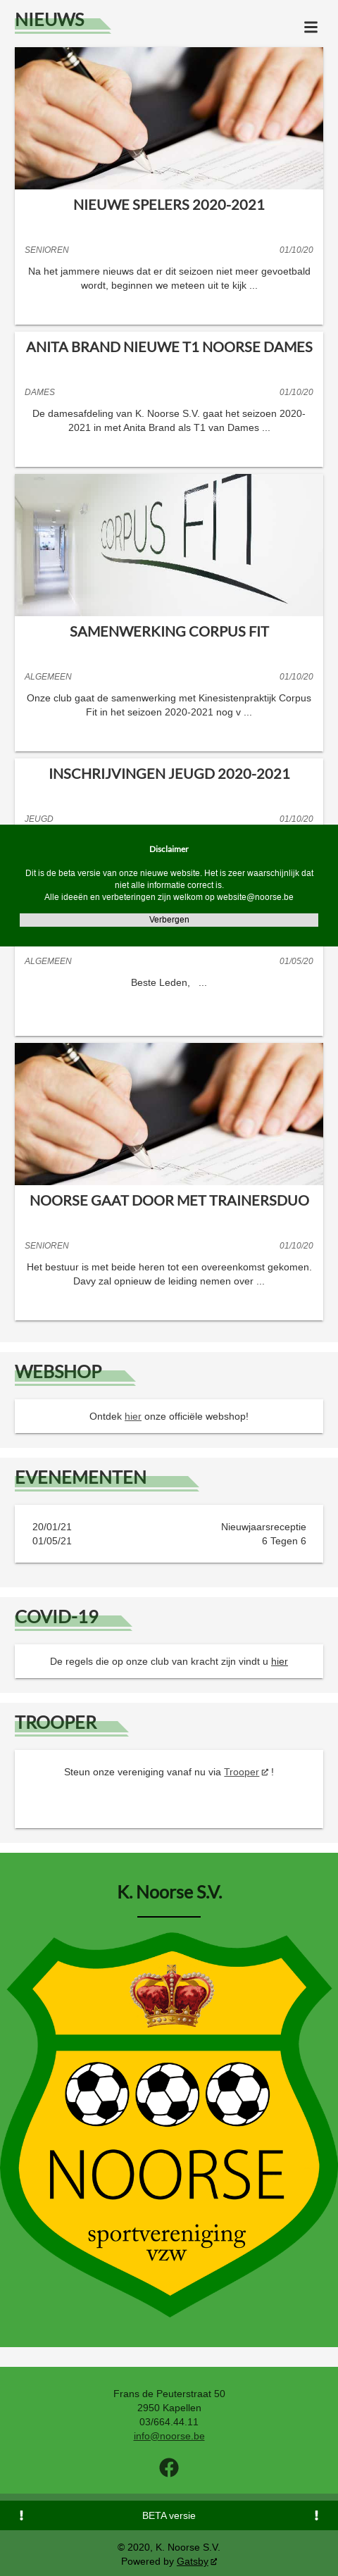 NIEUWS
NIEUWE SPELERS 2020-2021
SENIOREN 01/10/20
Na het jammere nieuws dat er dit seizoen niet meer gevoetbald
wordt, beginnen we meteen uit te kijk ...
ANITA BRAND NIEUWE T1 NOORSE DAMES
DAMES 01/10/20
De damesafdeling van K. Noorse S.V. gaat het seizoen 2020-
2021 in met Anita Brand als T1 van Dames ...
CORPUS FIT
SAMENWERKING CORPUS FIT
ALGEMEEN 01/10/20
Onze club gaat de samenwerking met Kinesistenpraktijk Corpus
Fit in het seizoen 2020-2021 nog v ...
INSCHRIJVINGEN JEUGD 2020-2021
JEUGD 01/10/20
Disclaimer
Dit is de beta versie van onze nieuwe website. Het is zeer waarschijnlijk dat
niet alle informatie correct is.
Alle ideeën en verbeteringen zijn welkom op website@noorse.be
Verbergen
ALGEMEEN 01/05/20
Beste Leden, ...
NOORSE GAAT DOOR MET TRAINERSDUO
SENIOREN 01/10/20
Het bestuur is met beide heren tot een overeenkomst gekomen.
Davy zal opnieuw de leiding nemen over ...
WEBSHOP
Ontdek hier onze officiële webshop!
EVENEMENTEN
20/01/21 Nieuwjaarsreceptie
01/05/21 6 Tegen 6
COVID-19
De regels die op onze club van kracht zijn vindt u hier
TROOPER
Steun onze vereniging vanaf nu via Trooper !
K. Noorse S.V.
NOORSE
sportvereniging
vzw
Frans de Peuterstraat 50
2950 Kapellen
03/664.44.11
info@noorse.be
! BETA versie !
© 2020, K. Noorse S.V.
Powered by Gatsby